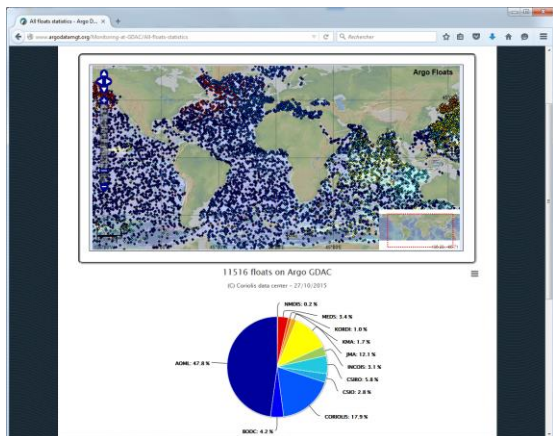 All floats statistics - Argo D...
www.argodatamgt.org/Monitoring-at-GDAC/All-floats-statistics
Rechercher
Argo Floats
11516 floats on Argo GDAC
(C) Coriolis data center - 27/10/2015
NMDIS: 0.2 %
MEDS: 3.4 %
KORDI: 1.0 %
KMA: 1.7 %
JMA: 12.1 %
INCOIS: 3.1 %
AOML: 47.8 %
CSIRO: 5.8 %
CSIO: 2.8 %
CORIOLIS: 17.9 %
BODC: 4.2 %